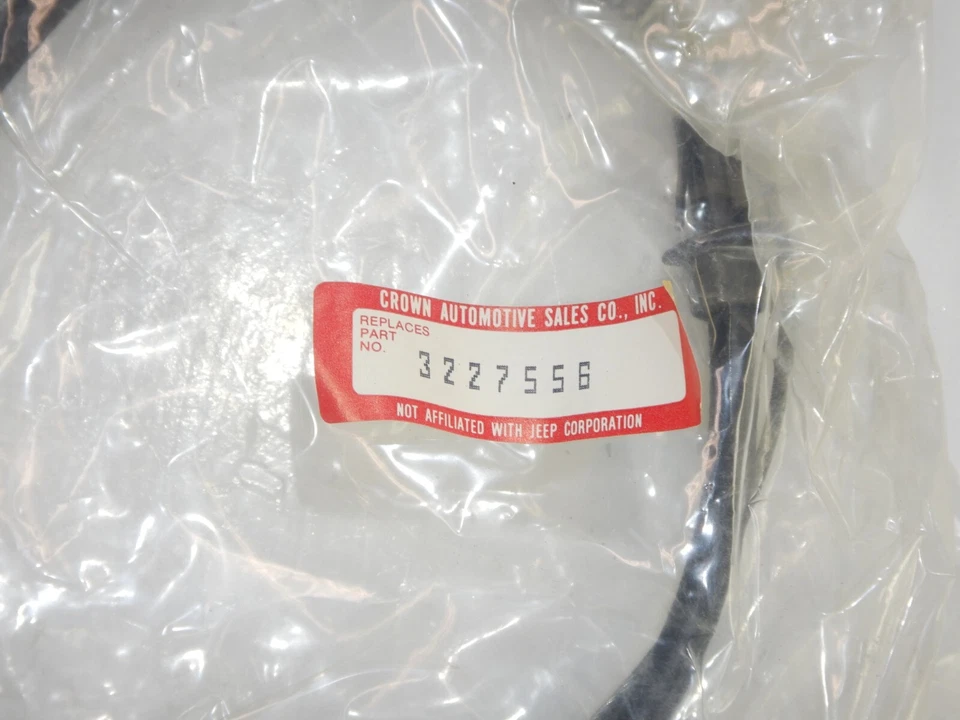 CROWN AUTOMOTIVE SALES CO., INC.
REPLACES
PART
NO.
3227556
NOT AFFILIATED WITH JEEP CORPORATION